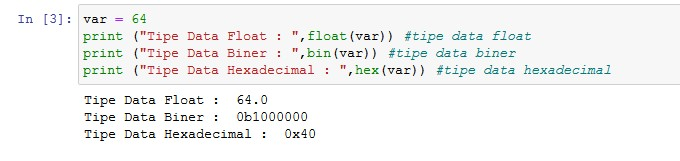 In [3]: var = 64
print ("Tipe Data Float : ",float(var)) #tipe data float
print ("Tipe Data Biner : ",bin(var)) #tipe data biner
print ("Tipe Data Hexadecimal : ",hex(var)) #tipe data hexadecimal
Tipe Data Float :  64.0
Tipe Data Biner :  0b1000000
Tipe Data Hexadecimal :  0x40